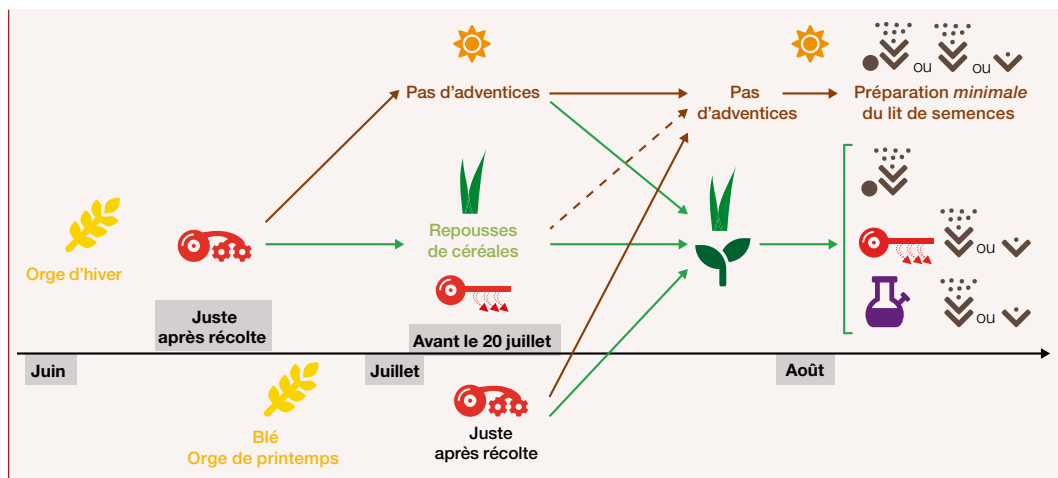 Pas d'adventices
Pas
d'adventices
ou
ou
Préparation minimale
du lit de semences
Orge d'hiver
Repousses
de céréales
ou
ou
Juste
après récolte
Avant le 20 juillet
Juin
Juillet
Août
Blé
Orge de printemps
Juste
après récolte